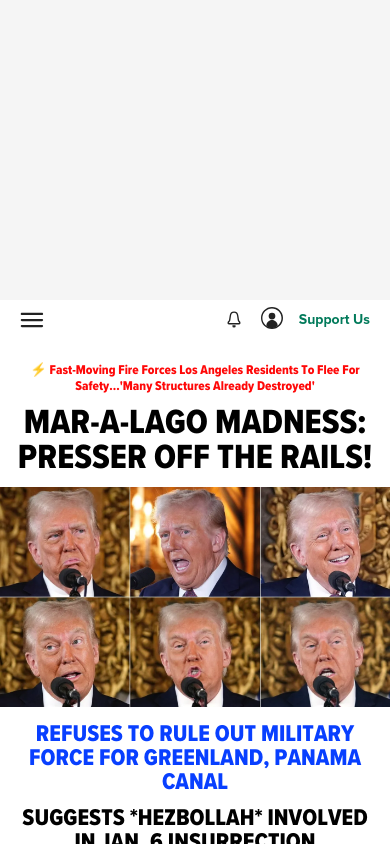 Support Us
⚡ Fast-Moving Fire Forces Los Angeles Residents To Flee For
Safety...'Many Structures Already Destroyed'
MAR-A-LAGO MADNESS:
PRESSER OFF THE RAILS!
REFUSES TO RULE OUT MILITARY
FORCE FOR GREENLAND, PANAMA
CANAL
SUGGESTS *HEZBOLLAH* INVOLVED
IN JAN. 6 INSURRECTION